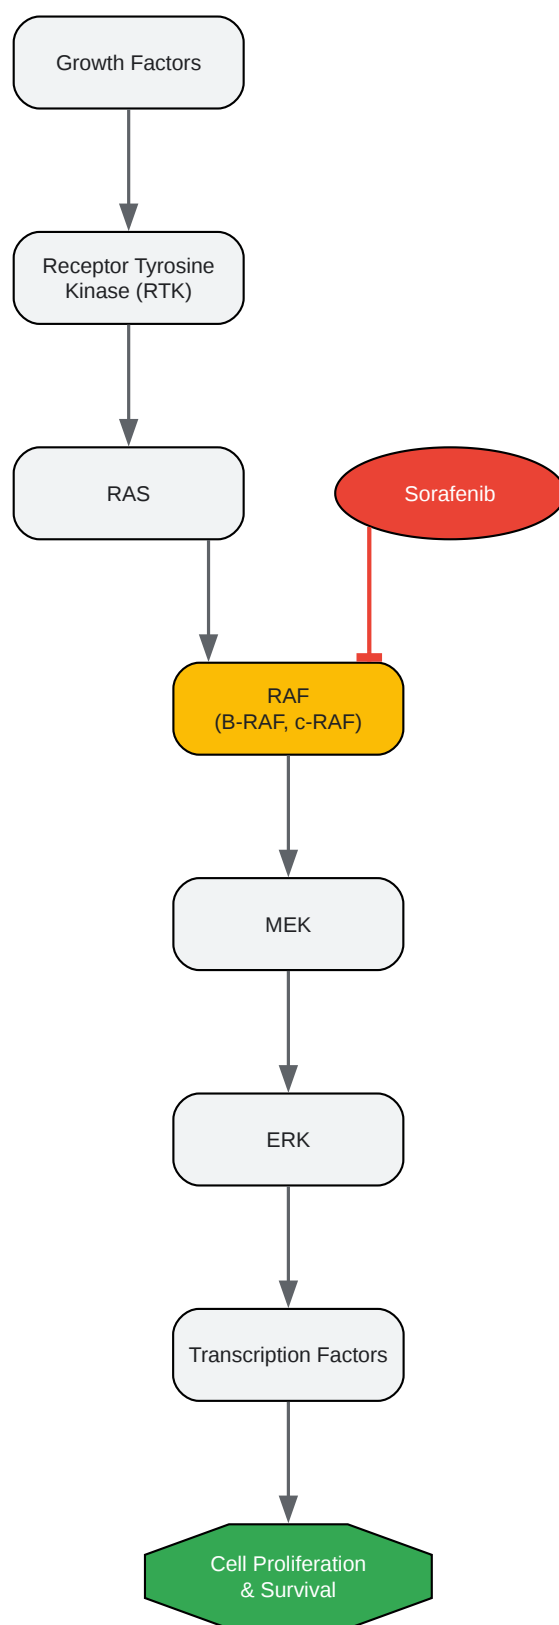 Growth Factors
Receptor Tyrosine
Kinase (RTK)
RAS
Sorafenib
RAF
(B-RAF, c-RAF)
MEK
ERK
Transcription Factors
Cell Proliferation
& Survival